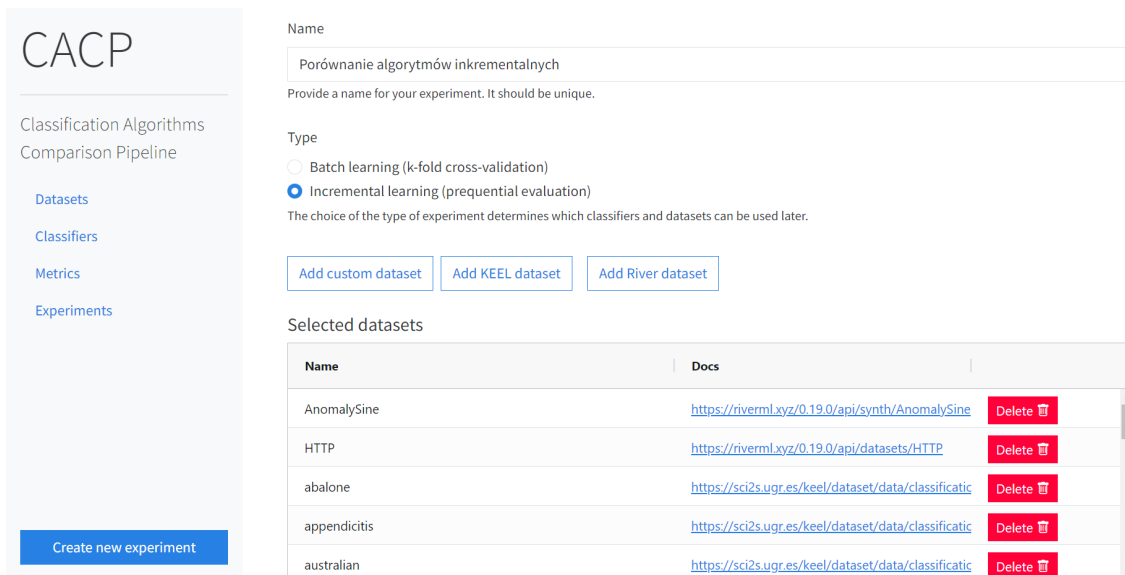 CACP
Classification Algorithms
Comparison Pipeline
Datasets
Classifiers
Metrics
Experiments
Create new experiment
Name
Porównanie algorytmów inkrementalnych
Provide a name for your experiment. It should be unique.
Type
Batch learning (k-fold cross-validation)
Incremental learning (prequential evaluation)
The choice of the type of experiment determines which classifiers and datasets can be used later.
Add custom dataset Add KEEL dataset Add River dataset
Selected datasets
Name Docs
AnomalySine https://riverml.xyz/0.19.0/api/synth/AnomalySine Delete
HTTP https://riverml.xyz/0.19.0/api/datasets/HTTP Delete
abalone https://sci2s.ugr.es/keel/dataset/data/classificatic Delete
appendicitis https://sci2s.ugr.es/keel/dataset/data/classificatic Delete
australian https://sci2s.ugr.es/keel/dataset/data/classificatic Delete